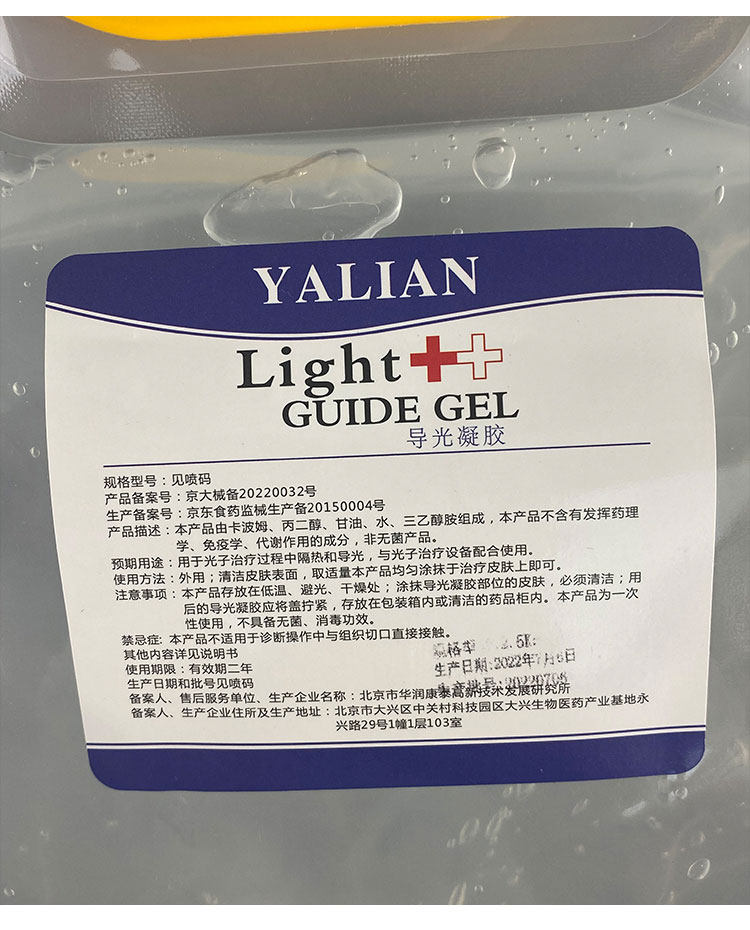 YALIAN
Light
GUIDE GEL
导光凝胶
规格型号：见喷码
产品备案号：京大械备20220032号
生产备案号：京东食药监械生产备20150004号
产品描述：本产品由卡波姆、丙二醇、甘油、水、三乙醇胺组成，本产品不含有发挥药理
学、免疫学、代谢作用的成分，非无菌产品。
预期用途：用于光子治疗过程中隔热和导光，与光子治疗设备配合使用。
使用方法：外用；清洁皮肤表面，取适量本产品均匀涂抹于治疗皮肤上即可。
注意事项：本产品存放在低温、避光、干燥处；涂抹导光凝胶部位的皮肤，必须清洁；用
后的导光凝胶应将盖拧紧，存放在包装箱内或清洁的药品柜内。本产品为一次
性使用，不具备无菌、消毒功效。
禁忌症：本产品不适用于诊断操作中与组织切口直接接触。
其他内容详见说明书
使用期限：有效期二年
生产日期:2022年7月6日
生产日期和批号见喷码
生产批号:20220706
备案人、售后服务单位、生产企业名称：北京市华润康泰高新技术发展研究所
备案人、生产企业住所及生产地址：北京市大兴区中关村科技园区大兴生物医药产业基地永
兴路29号1幢1层103室